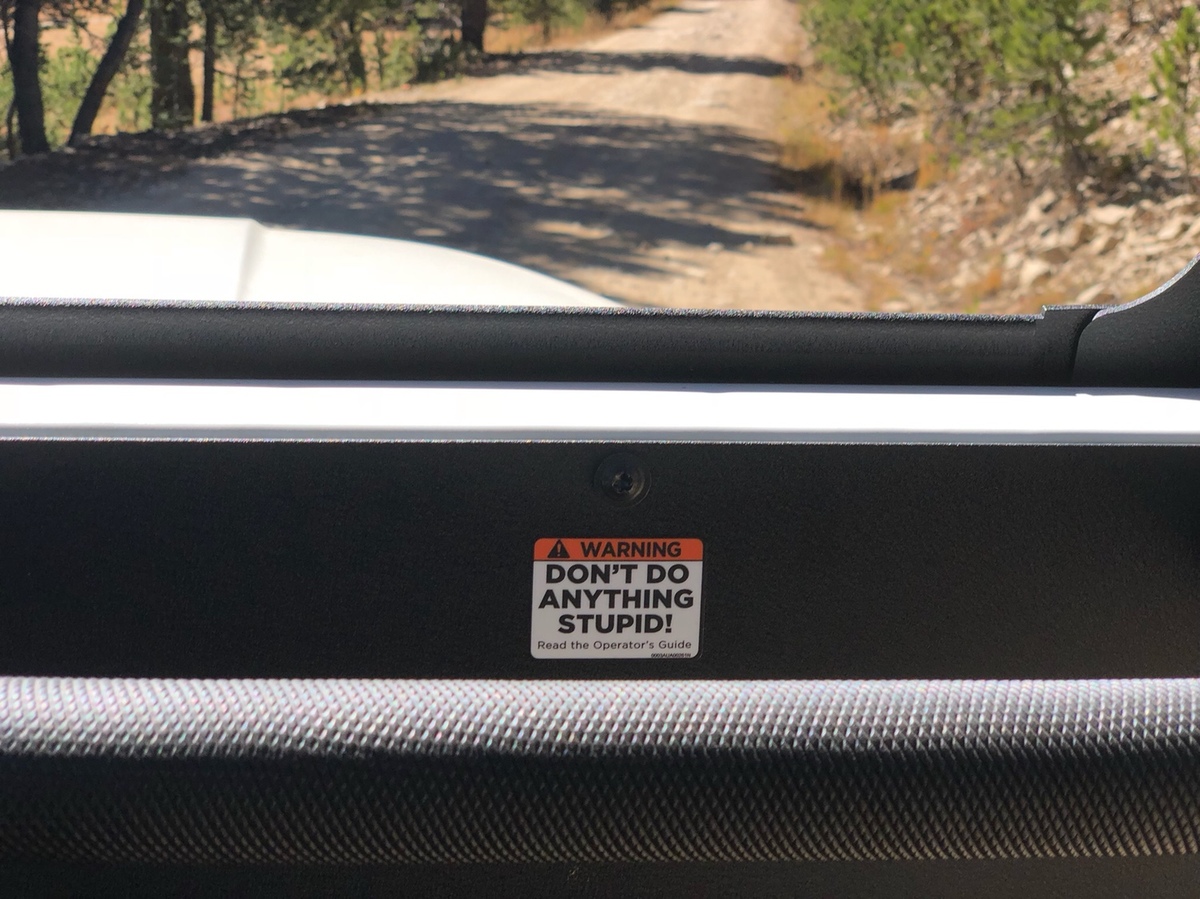 WARNING
DON'T DO
ANYTHING
STUPID!
Read the Operator's Guide